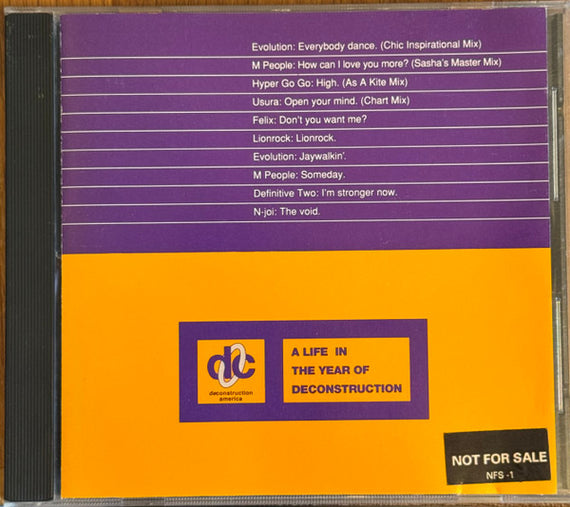 Evolution: Everybody dance. (Chic Inspirational Mix)
M People: How can I love you more? (Sasha's Master Mix)
Hyper Go Go: High. (As A Kite Mix)
Usura: Open your mind. (Chart Mix)
Felix: Don't you want me?
Lionrock: Lionrock.
Evolution: Jaywalkin'.
M People: Someday.
Definitive Two: I'm stronger now.
N-joi: The void.
dc
deconstruction
america
A LIFE IN
THE YEAR OF
DECONSTRUCTION
NOT FOR SALE
NFS -1